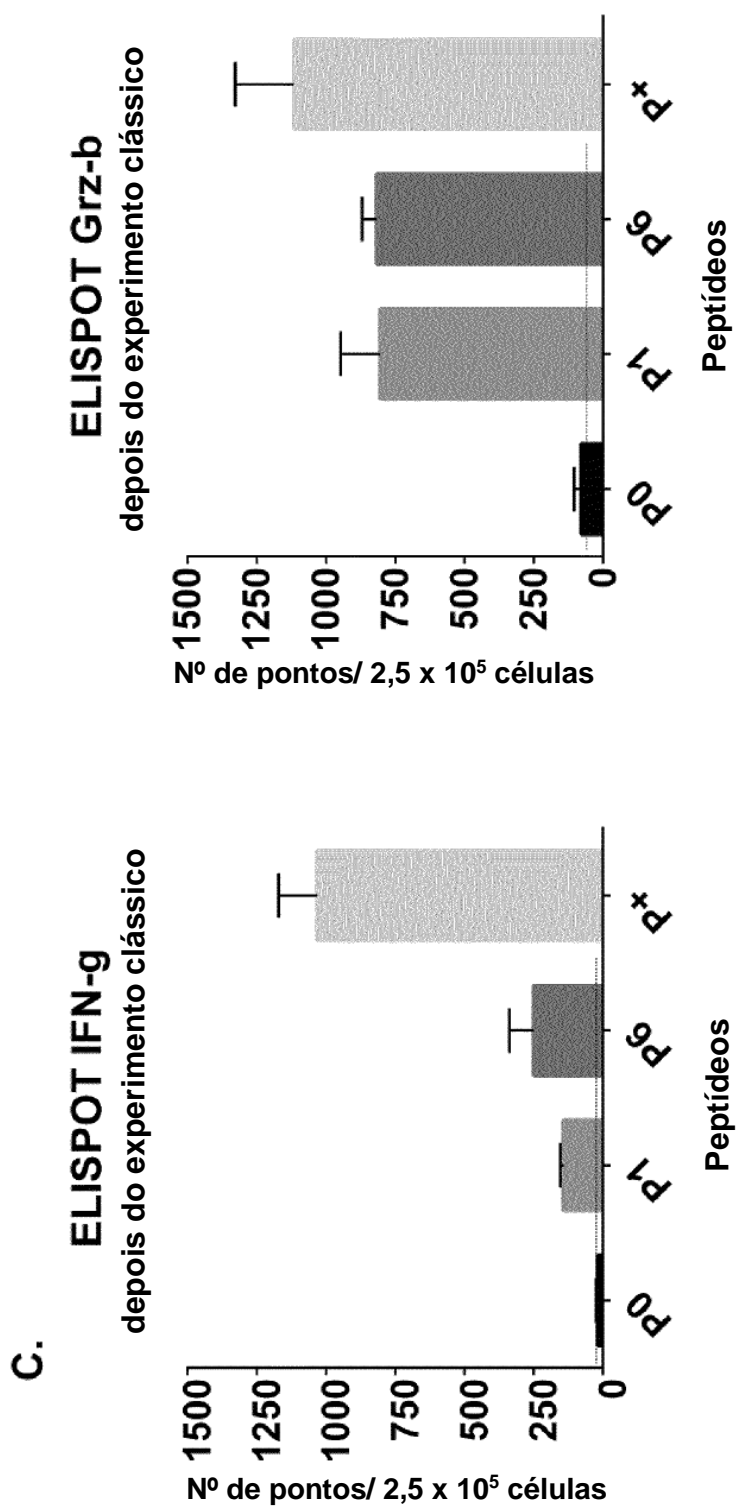 C.
ELISPOT IFN-g
depois do experimento clássico
Nº de pontos/ 2,5 x 10⁵ células
1500
1250
1000
750
500
250
0
P0
P1
P6
P+
Peptídeos
ELISPOT Grz-b
depois do experimento clássico
Nº de pontos/ 2,5 x 10⁵ células
1500
1250
1000
750
500
250
0
P0
P1
P6
P+
Peptídeos